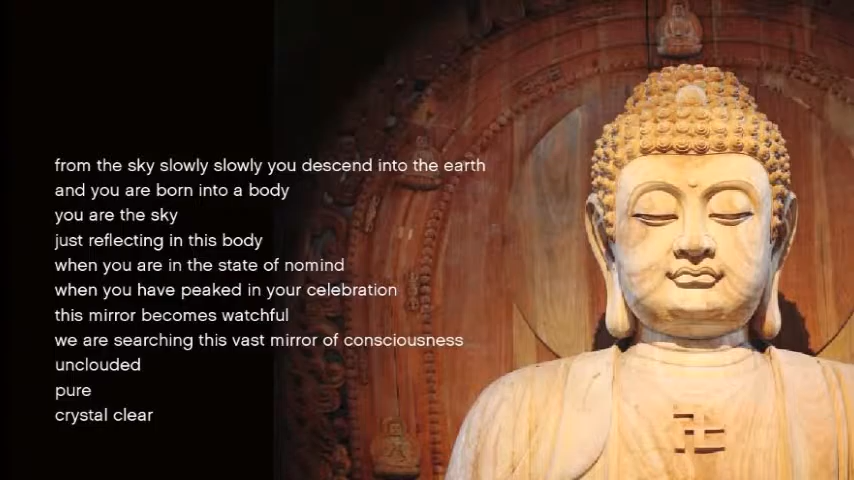 from the sky slowly slowly you descend into the earth
and you are born into a body
you are the sky
just reflecting in this body
when you are in the state of nomind
when you have peaked in your celebration
this mirror becomes watchful
we are searching this vast mirror of consciousness
unclouded
pure
crystal clear